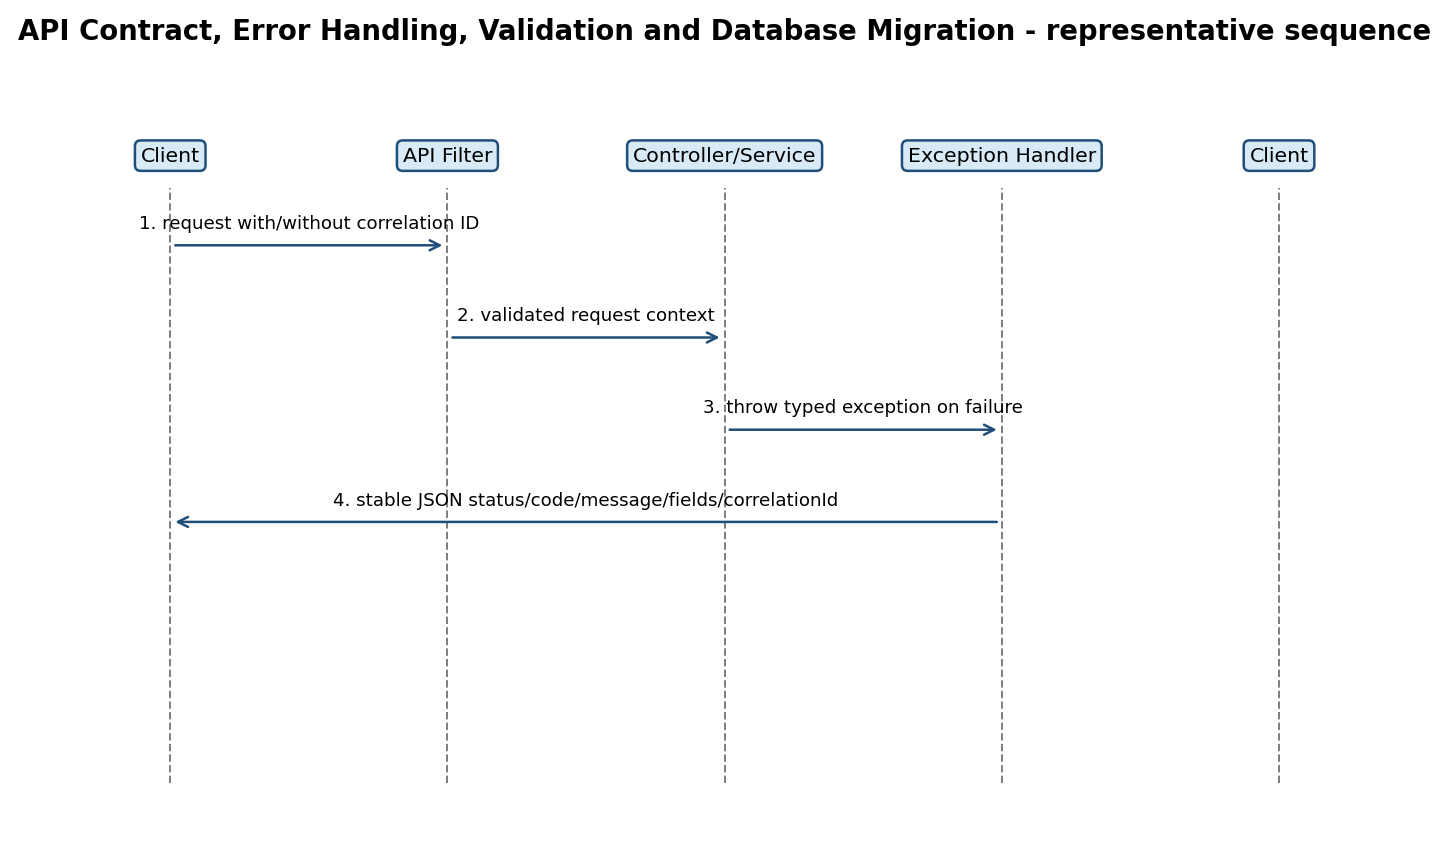 API Contract, Error Handling, Validation and Database Migration - representative sequence
Client
API Filter
Controller/Service
Exception Handler
Client
1. request with/without correlation ID
2. validated request context
3. throw typed exception on failure
4. stable JSON status/code/message/fields/correlationId